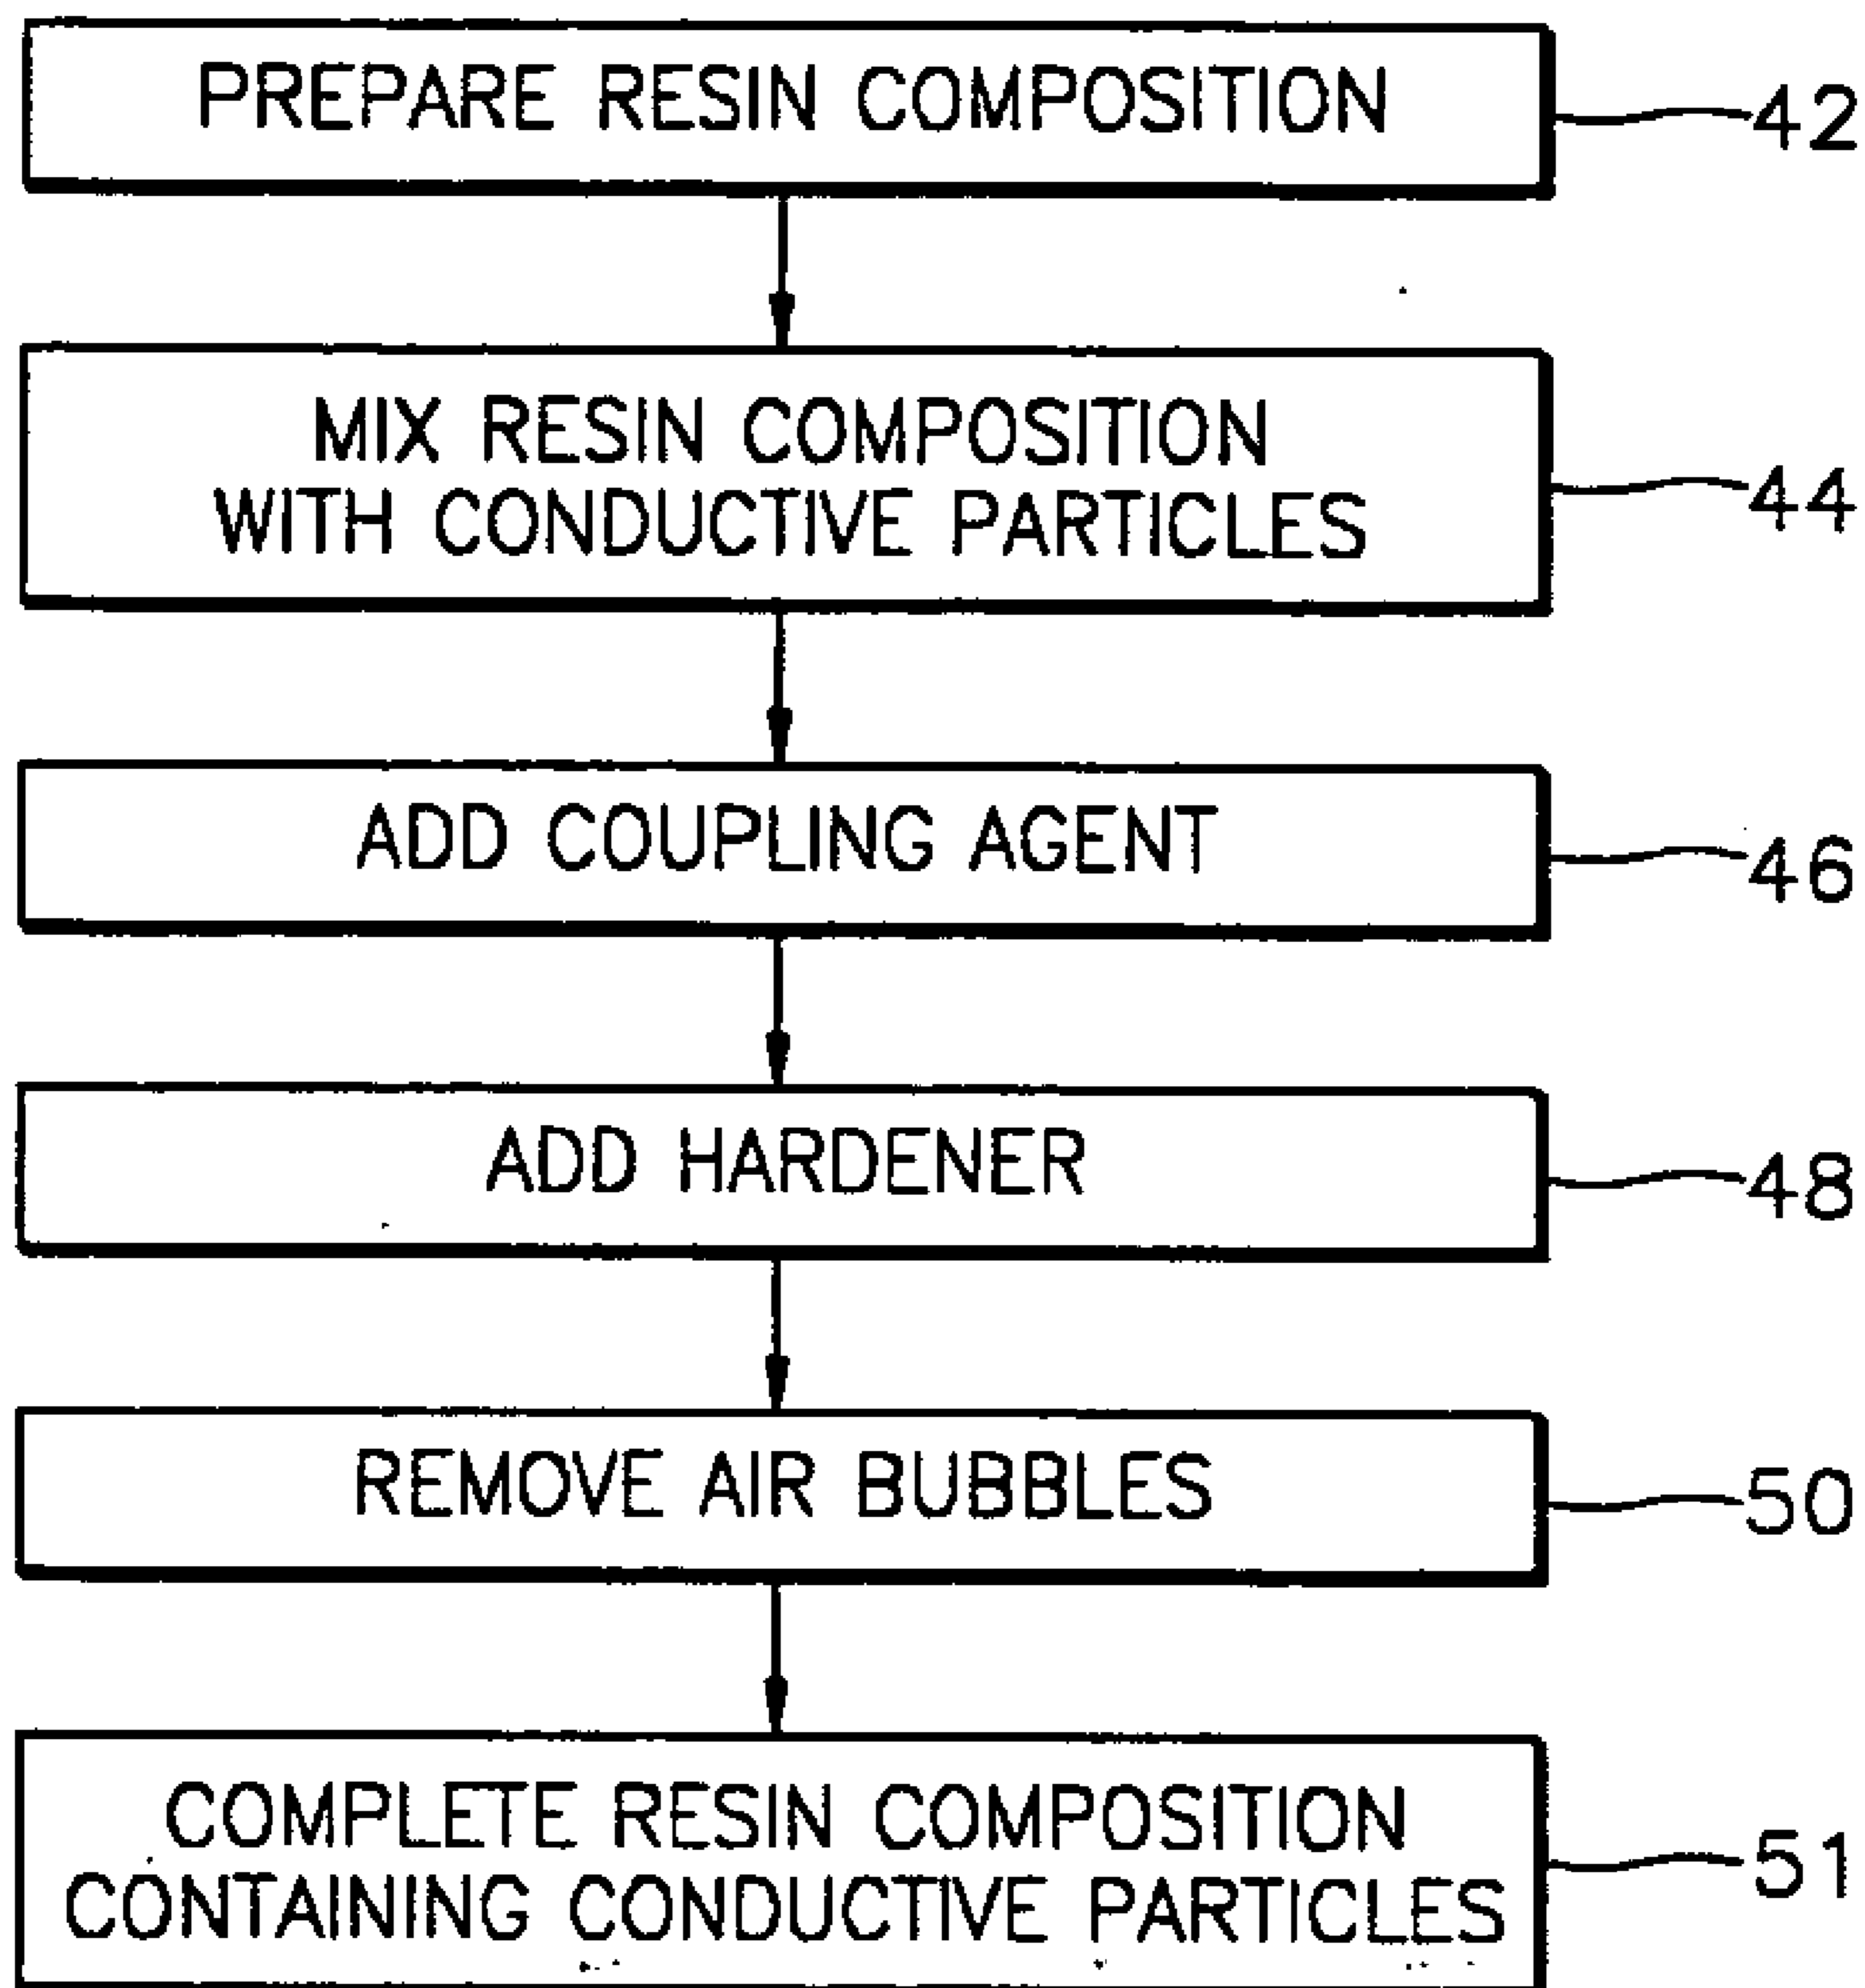 PREPARE RESIN COMPOSITION
42
MIX RESIN COMPOSITION
WITH CONDUCTIVE PARTICLES
44
ADD COUPLING AGENT
46
ADD HARDENER
48
REMOVE AIR BUBBLES
50
COMPLETE RESIN COMPOSITION
CONTAINING CONDUCTIVE PARTICLES
51